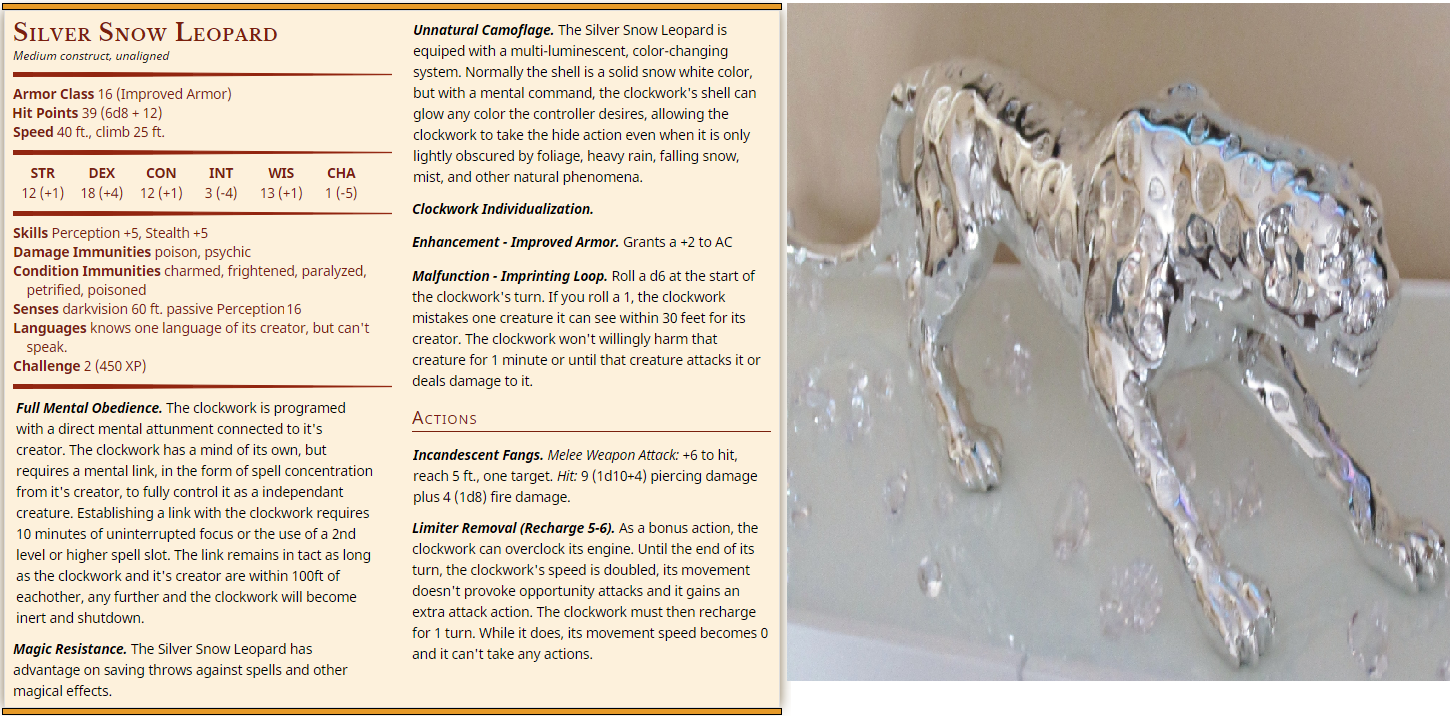 Silver Snow Leopard
Medium construct, unaligned
Armor Class 16 (Improved Armor)
Hit Points 39 (6d8 + 12)
Speed 40 ft., climb 25 ft.
STR DEX CON INT WIS CHA
12 (+1) 18 (+4) 12 (+1) 3 (-4) 13 (+1) 1 (-5)
Skills Perception +5, Stealth +5
Damage Immunities poison, psychic
Condition Immunities charmed, frightened, paralyzed,
petrified, poisoned
Senses darkvision 60 ft. passive Perception 16
Languages knows one language of its creator, but can't
speak.
Challenge 2 (450 XP)
Full Mental Obedience. The clockwork is programed
with a direct mental attunment connected to it's
creator. The clockwork has a mind of its own, but
requires a mental link, in the form of spell concentration
from it's creator, to fully control it as a independant
creature. Establishing a link with the clockwork requires
10 minutes of uninterrupted focus or the use of a 2nd
level or higher spell slot. The link remains in tact as long
as the clockwork and it's creator are within 100ft of
eachother, any further and the clockwork will become
inert and shutdown.
Magic Resistance. The Silver Snow Leopard has
advantage on saving throws against spells and other
magical effects.
Unnatural Camoflage. The Silver Snow Leopard is
equiped with a multi-luminescent, color-changing
system. Normally the shell is a solid snow white color,
but with a mental command, the clockwork's shell can
glow any color the controller desires, allowing the
clockwork to take the hide action even when it is only
lightly obscured by foliage, heavy rain, falling snow,
mist, and other natural phenomena.
Clockwork Individualization.
Enhancement - Improved Armor. Grants a +2 to AC
Malfunction - Imprinting Loop. Roll a d6 at the start of
the clockwork's turn. If you roll a 1, the clockwork
mistakes one creature it can see within 30 feet for its
creator. The clockwork won't willingly harm that
creature for 1 minute or until that creature attacks it or
deals damage to it.
Actions
Incandescent Fangs. Melee Weapon Attack: +6 to hit,
reach 5 ft., one target. Hit: 9 (1d10+4) piercing damage
plus 4 (1d8) fire damage.
Limiter Removal (Recharge 5-6). As a bonus action, the
clockwork can overclock its engine. Until the end of its
turn, the clockwork's speed is doubled, its movement
doesn't provoke opportunity attacks and it gains an
extra attack action. The clockwork must then recharge
for 1 turn. While it does, its movement speed becomes 0
and it can't take any actions.